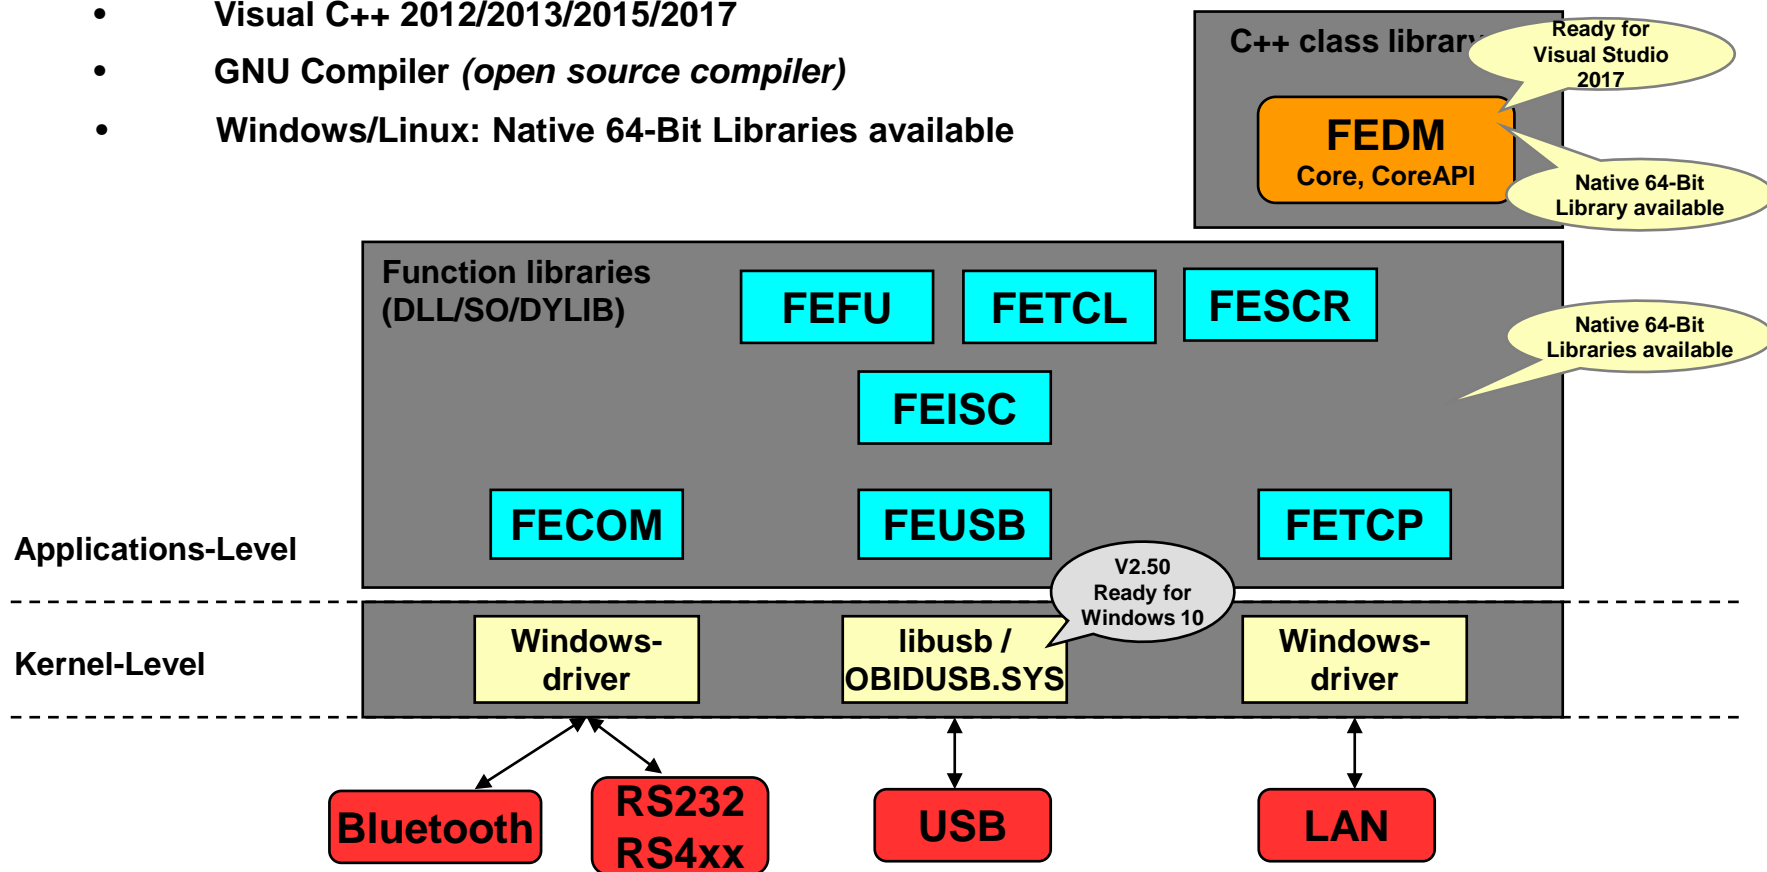 • Visual C++ 2012/2013/2015/2017
• GNU Compiler (open source compiler)
• Windows/Linux: Native 64-Bit Libraries available
C++ class library
Ready for
Visual Studio
2017
FEDM
Core, CoreAPI
Native 64-Bit
Library available
Function libraries
(DLL/SO/DYLIB)
FEFU
FETCL
FESCR
Native 64-Bit
Libraries available
FEISC
FECOM
FEUSB
FETCP
Applications-Level
V2.50
Ready for
Windows 10
Kernel-Level
Windows-
driver
libusb /
OBIDUSB.SYS
Windows-
driver
Bluetooth
RS232
RS4xx
USB
LAN